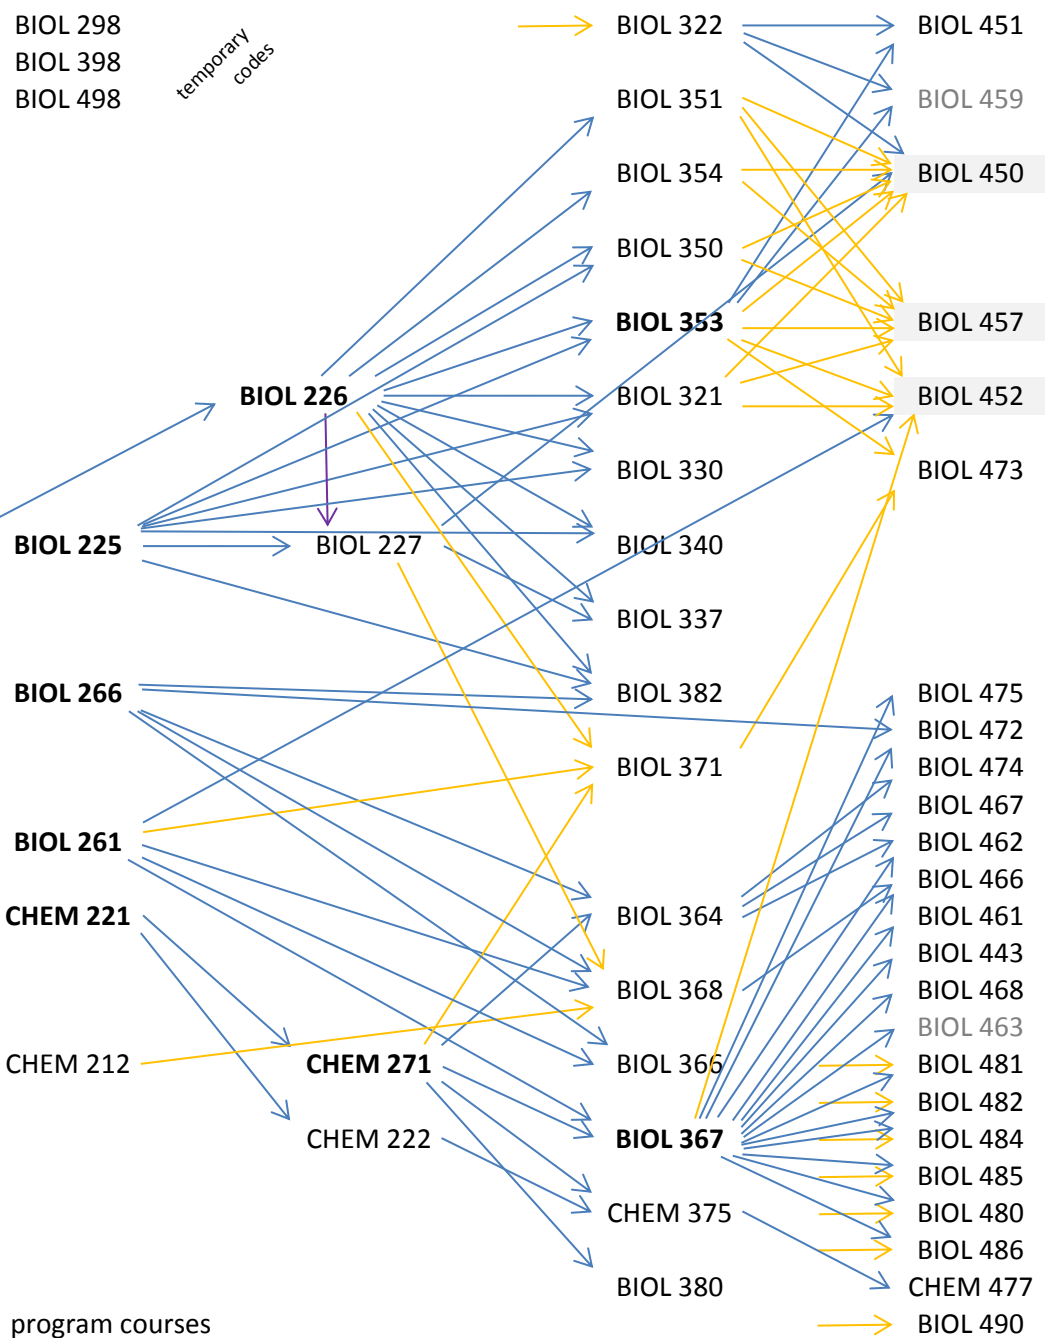 BIOL 298
BIOL 398
BIOL 498
temporary
codes
BIOL 226
BIOL 225
BIOL 227
BIOL 266
BIOL 261
CHEM 221
CHEM 212
CHEM 271
CHEM 222
BIOL 322
BIOL 351
BIOL 354
BIOL 350
BIOL 353
BIOL 321
BIOL 330
BIOL 340
BIOL 337
BIOL 382
BIOL 371
BIOL 364
BIOL 368
BIOL 366
BIOL 367
CHEM 375
BIOL 380
BIOL 451
BIOL 459
BIOL 450
BIOL 457
BIOL 452
BIOL 473
BIOL 475
BIOL 472
BIOL 474
BIOL 467
BIOL 462
BIOL 466
BIOL 461
BIOL 443
BIOL 468
BIOL 463
BIOL 481
BIOL 482
BIOL 484
BIOL 485
BIOL 480
BIOL 486
CHEM 477
BIOL 490
program courses